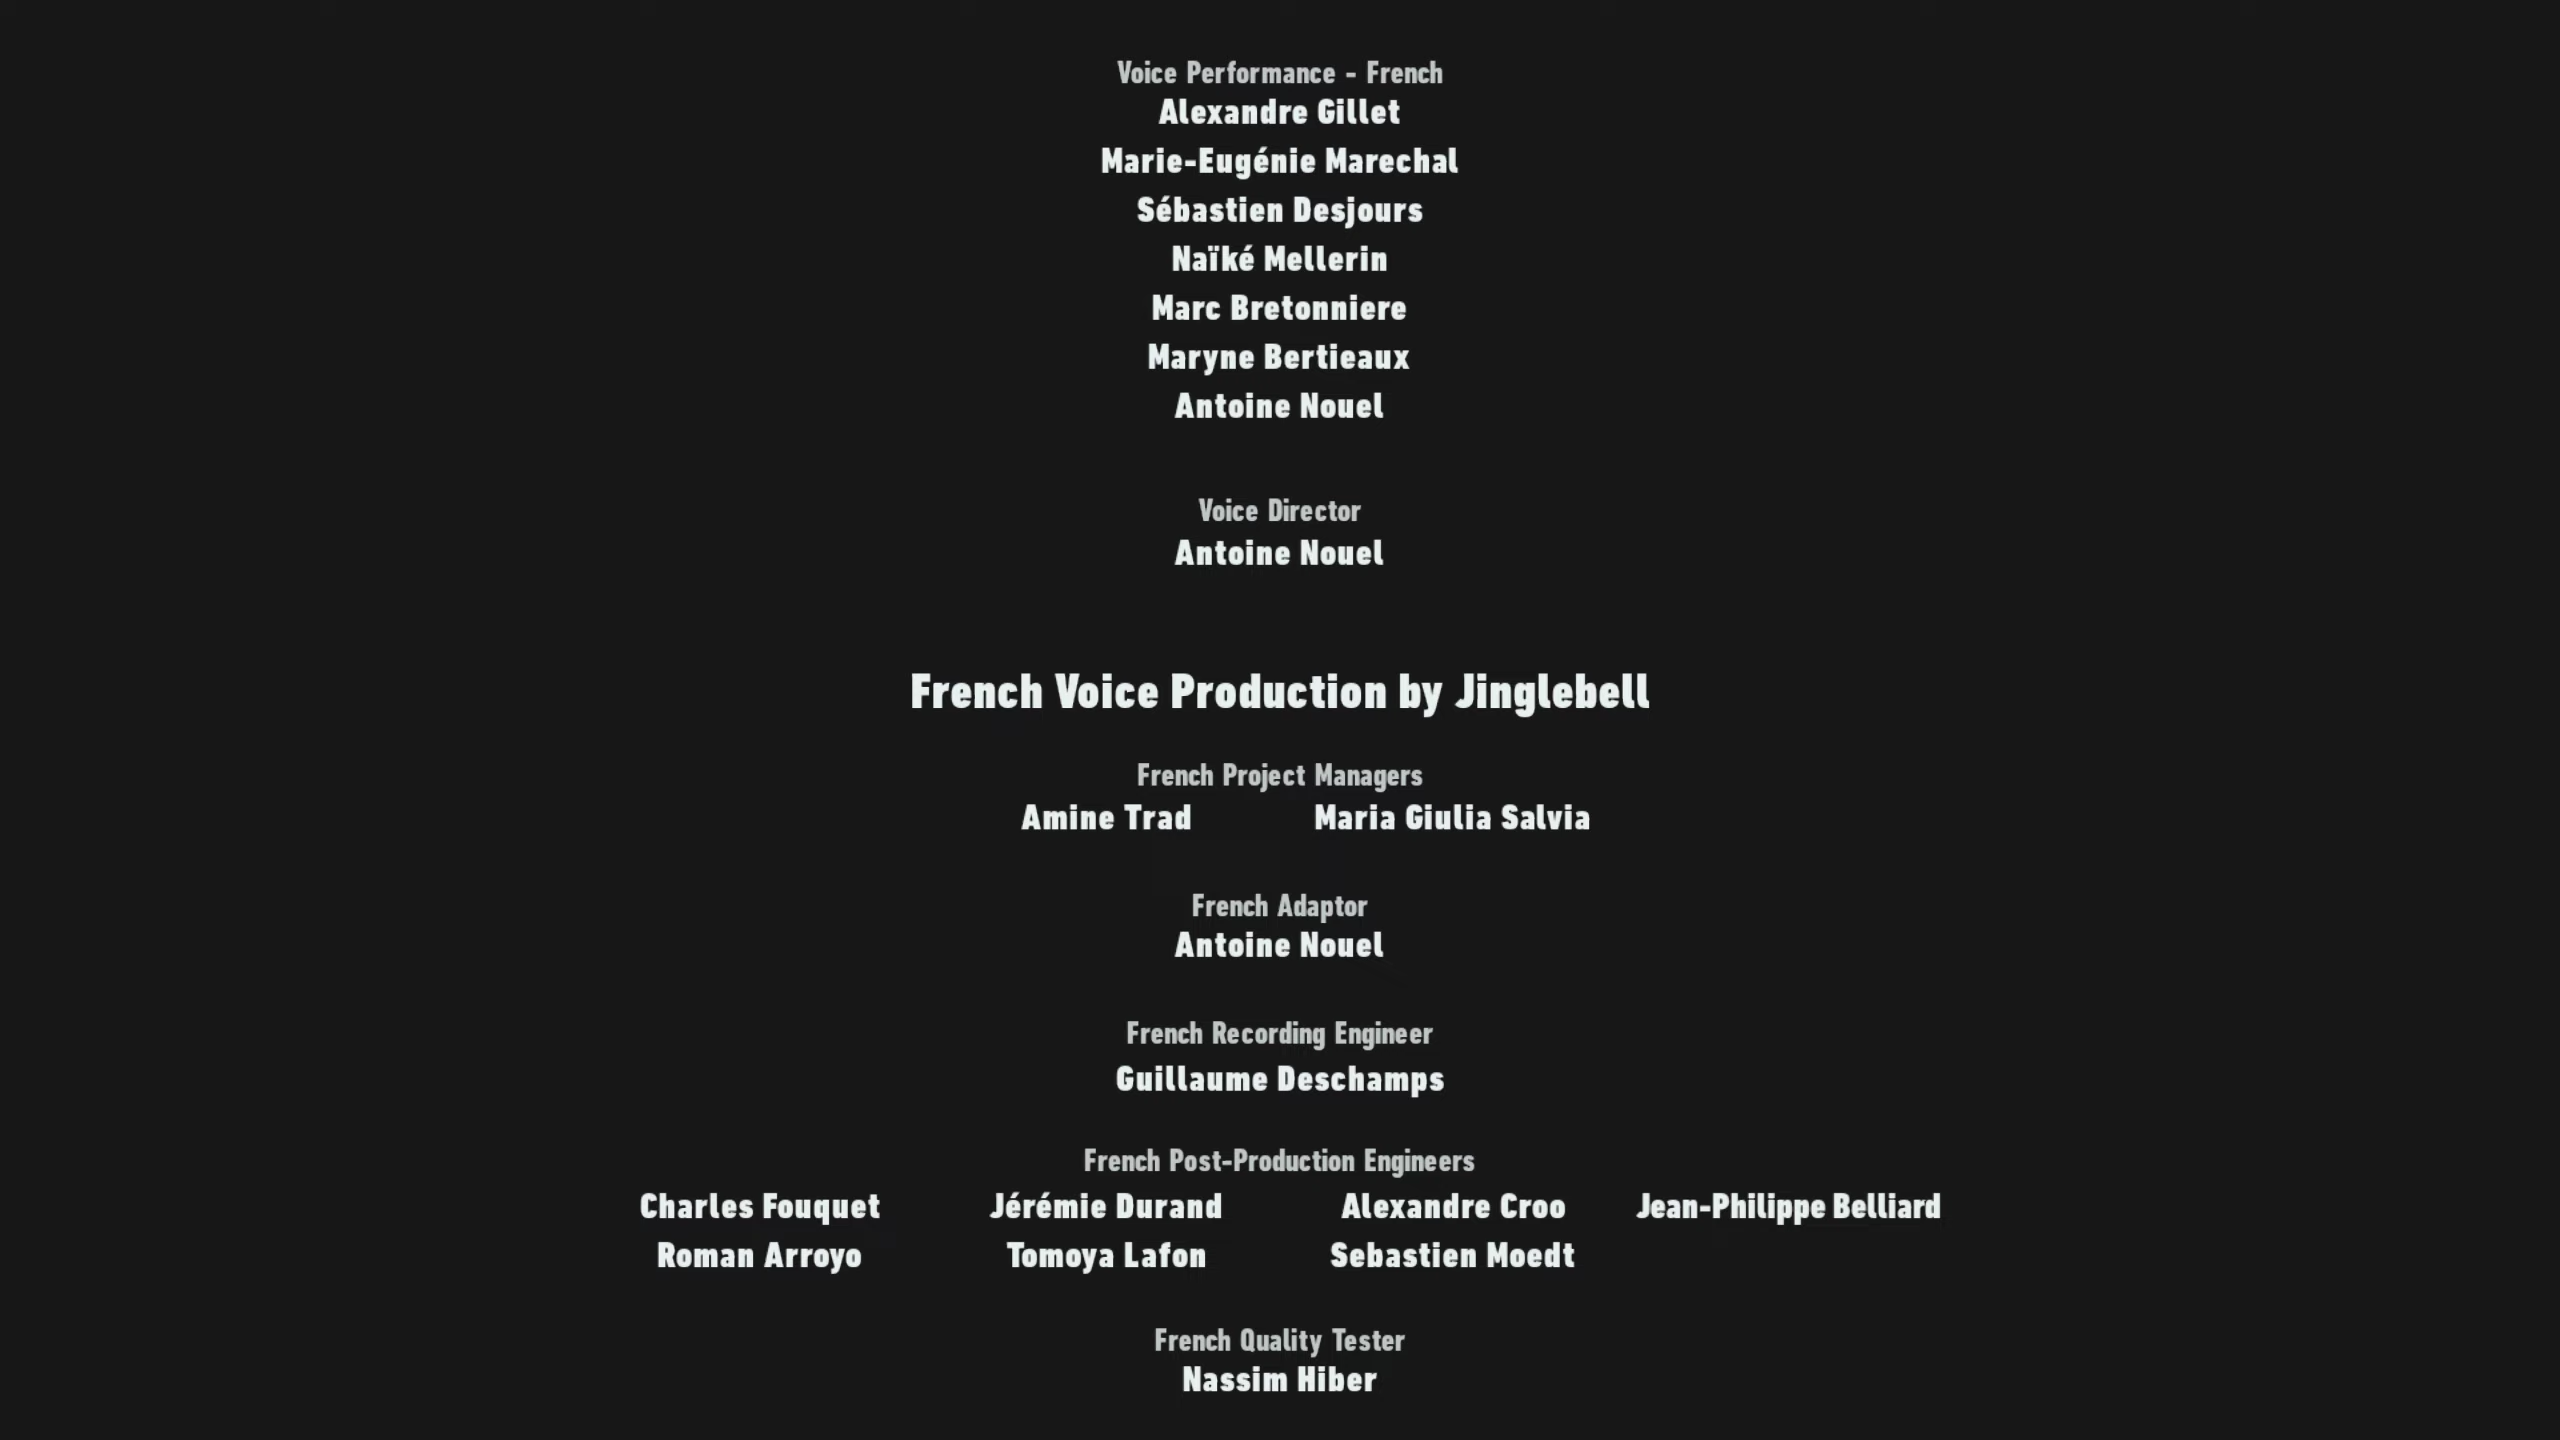 Voice Performance - French
Alexandre Gillet
Marie-Eugénie Marechal
Sébastien Desjours
Naïké Mellerin
Marc Bretonniere
Maryne Bertieaux
Antoine Nouel
Voice Director
Antoine Nouel
French Voice Production by Jinglebell
French Project Managers
Amine Trad Maria Giulia Salvia
French Adaptor
Antoine Nouel
French Recording Engineer
Guillaume Deschamps
French Post-Production Engineers
Charles Fouquet Jérémie Durand Alexandre Croo Jean-Philippe Belliard
Roman Arroyo Tomoya Lafon Sebastien Moedt
French Quality Tester
Nassim Hiber